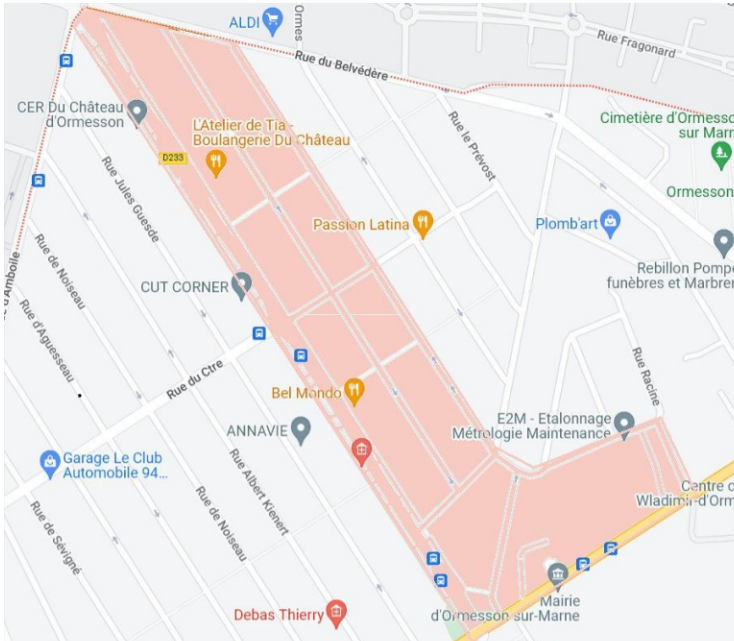 ALDI
Ormes
Rue Fragonard
Rue du Belvédère
CER Du Château
d'Ormesson
L'Atelier de Tia -
Boulangerie Du Château
D233
Rue le Prévost
Cimetière d'Ormesso
sur Marn
Ormesson
Rue Jules Guesde
Passion Latina
Plomb'art
Rebillon Pompe
funèbres et Marbrer
Rue de Noiseau
e d'Amboile
CUT CORNER
Rue d'Aguesseau
Rue du Ctre
Rue Racine
Bel Mondo
ANNAVIE
E2M - Etalonnage
Métrologie Maintenance
Garage Le Club
Automobile 94...
Rue Albert Kienert
Centre c
Wladimir-d'Orm
Rue de Noiseau
Rue de Sévigné
Debas Thierry
Mairie
d'Ormesson-sur-Marne